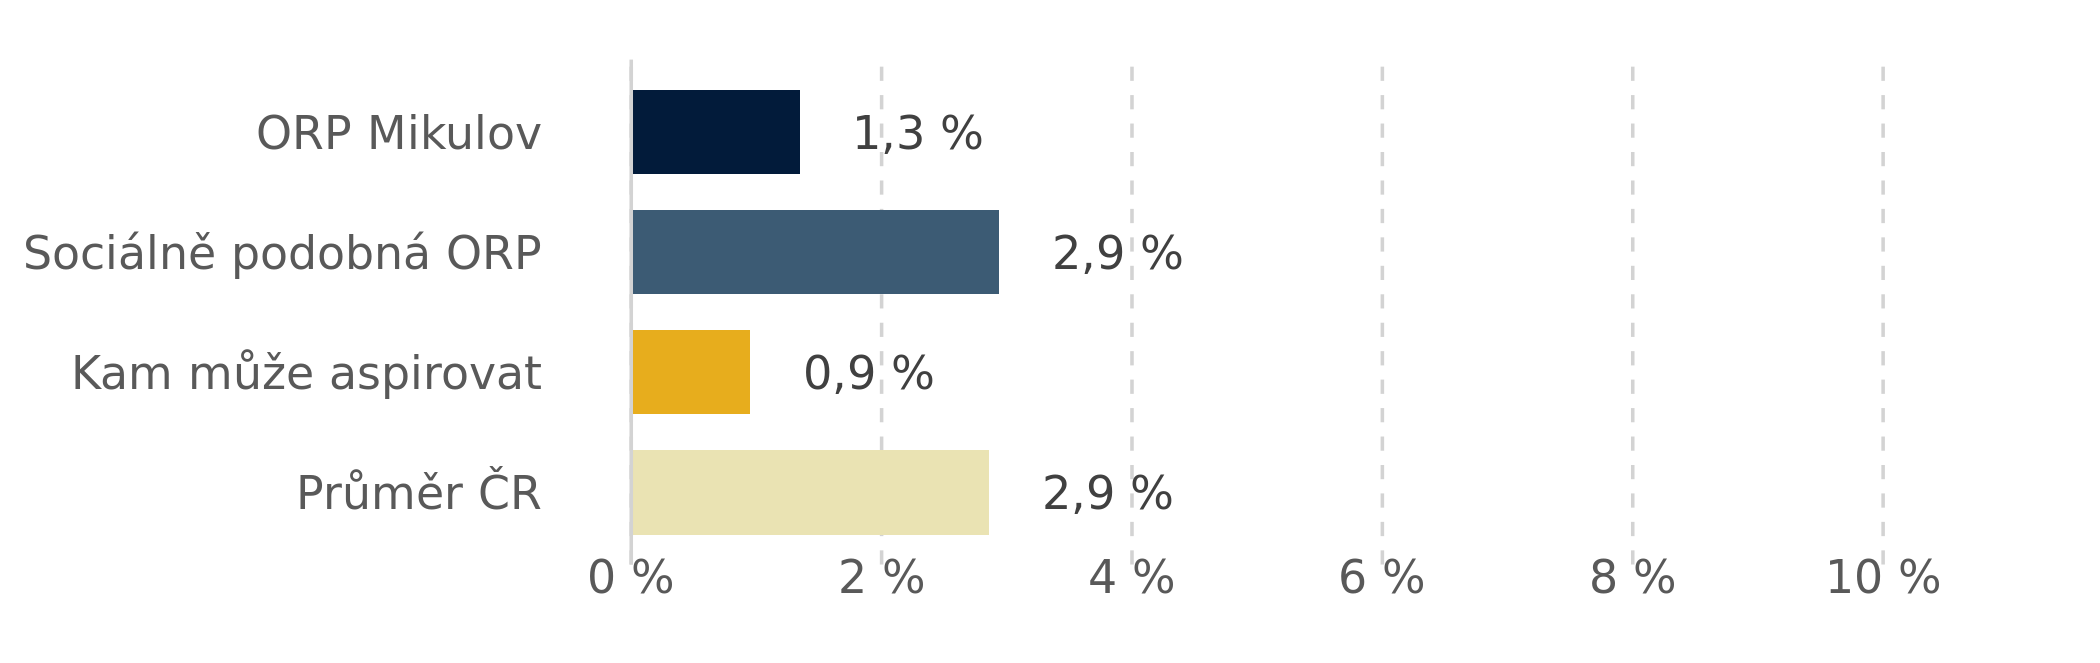 ORP Mikulov 1,3 %
Sociálně podobná ORP 2,9 %
Kam může aspirovat 0,9 %
Průměr ČR 2,9 %
0 % 2 % 4 % 6 % 8 % 10 %